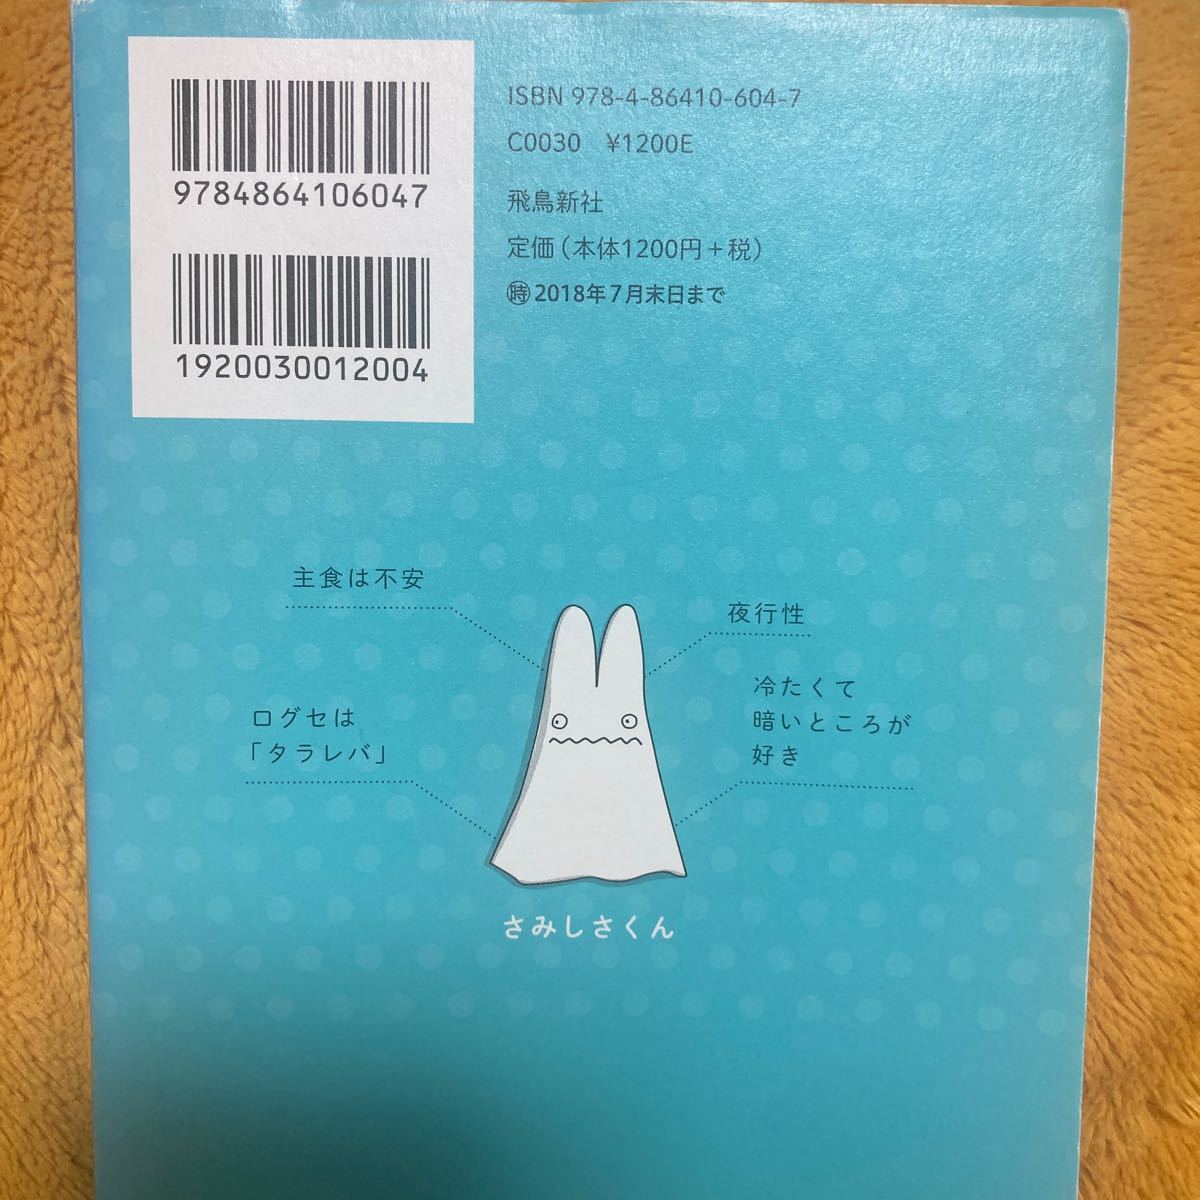 ISBN 978-4-86410-604-7
C0030 ¥1200E
9784864106047
飛鳥新社
定価(本体1200円+税)
㊕2018年7月末日まで
1920030012004
主食は不安
夜行性
口グセは
「タラレバ」
冷たくて
暗いところが
好き
さみしさくん